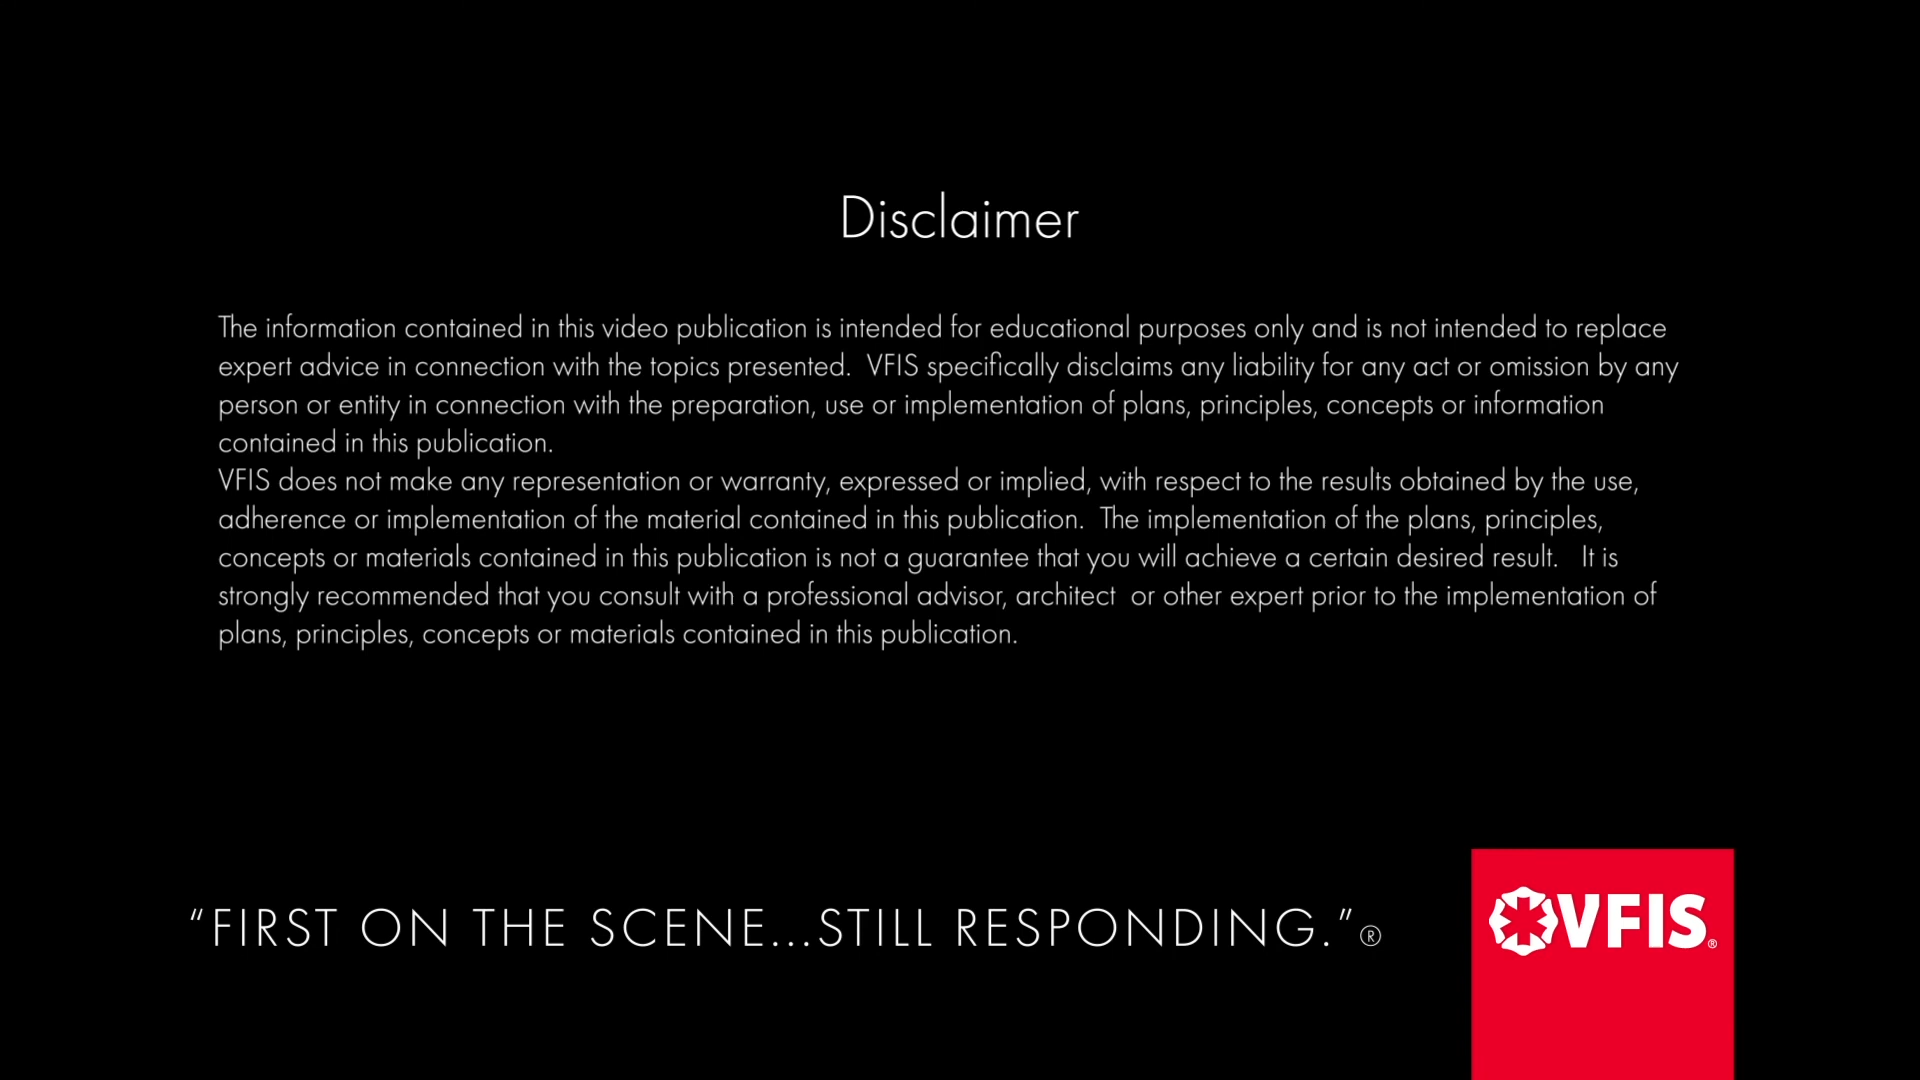 Disclaimer
The information contained in this video publication is intended for educational purposes only and is not intended to replace
expert advice in connection with the topics presented.  VFIS specifically disclaims any liability for any act or omission by any
person or entity in connection with the preparation, use or implementation of plans, principles, concepts or information
contained in this publication.
VFIS does not make any representation or warranty, expressed or implied, with respect to the results obtained by the use,
adherence or implementation of the material contained in this publication.  The implementation of the plans, principles,
concepts or materials contained in this publication is not a guarantee that you will achieve a certain desired result.   It is
strongly recommended that you consult with a professional advisor, architect  or other expert prior to the implementation of
plans, principles, concepts or materials contained in this publication.
“FIRST ON THE SCENE...STILL RESPONDING.”®
VFIS®